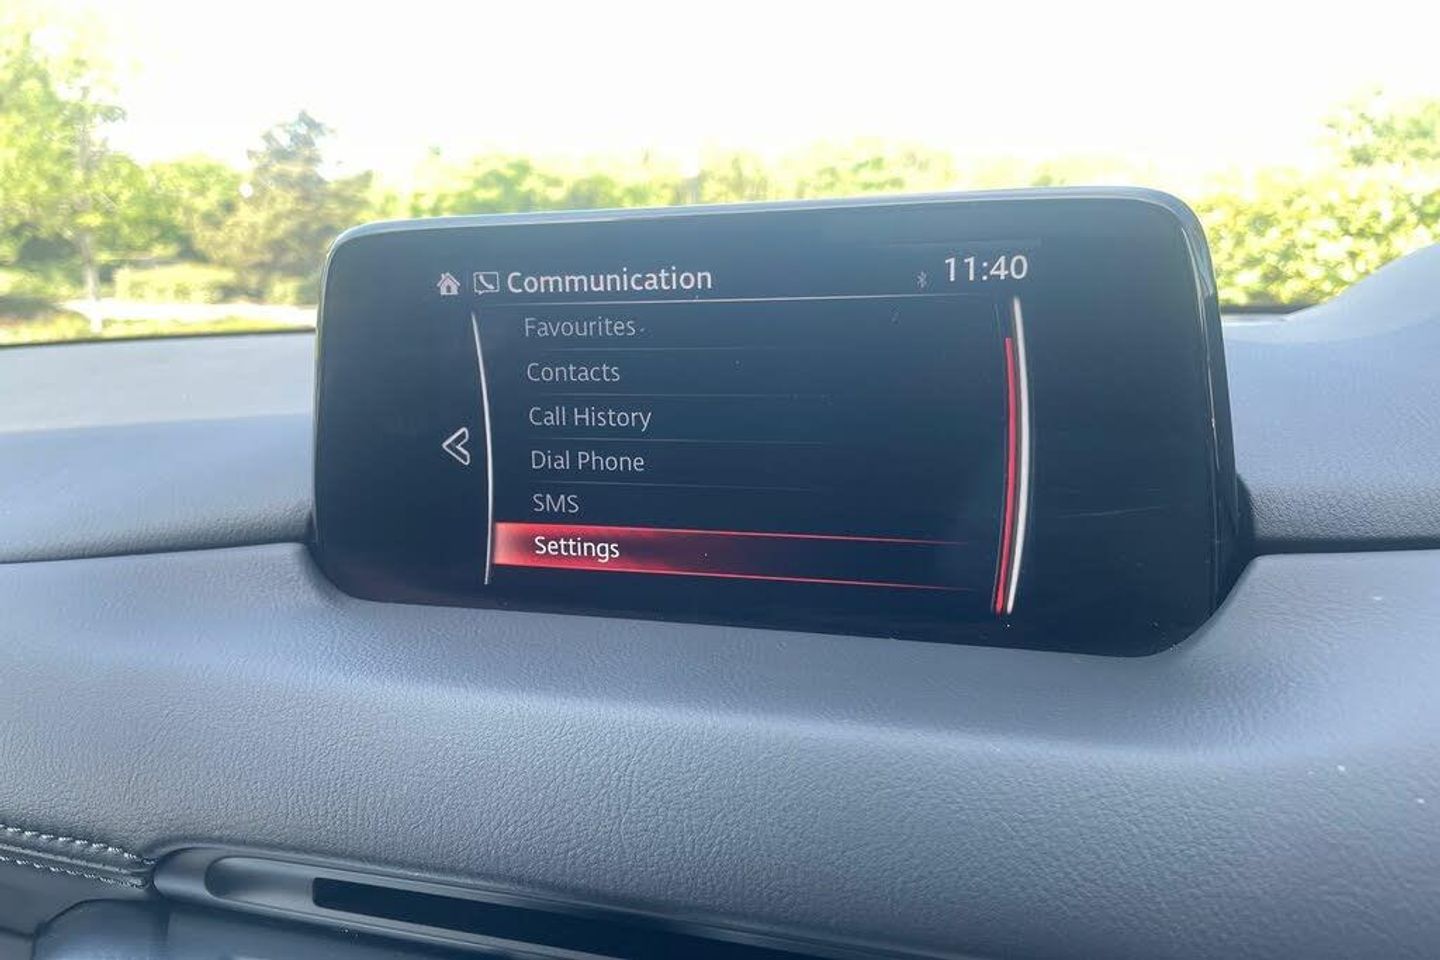 Communication
11:40
Favourites
Contacts
Call History
Dial Phone
SMS
Settings